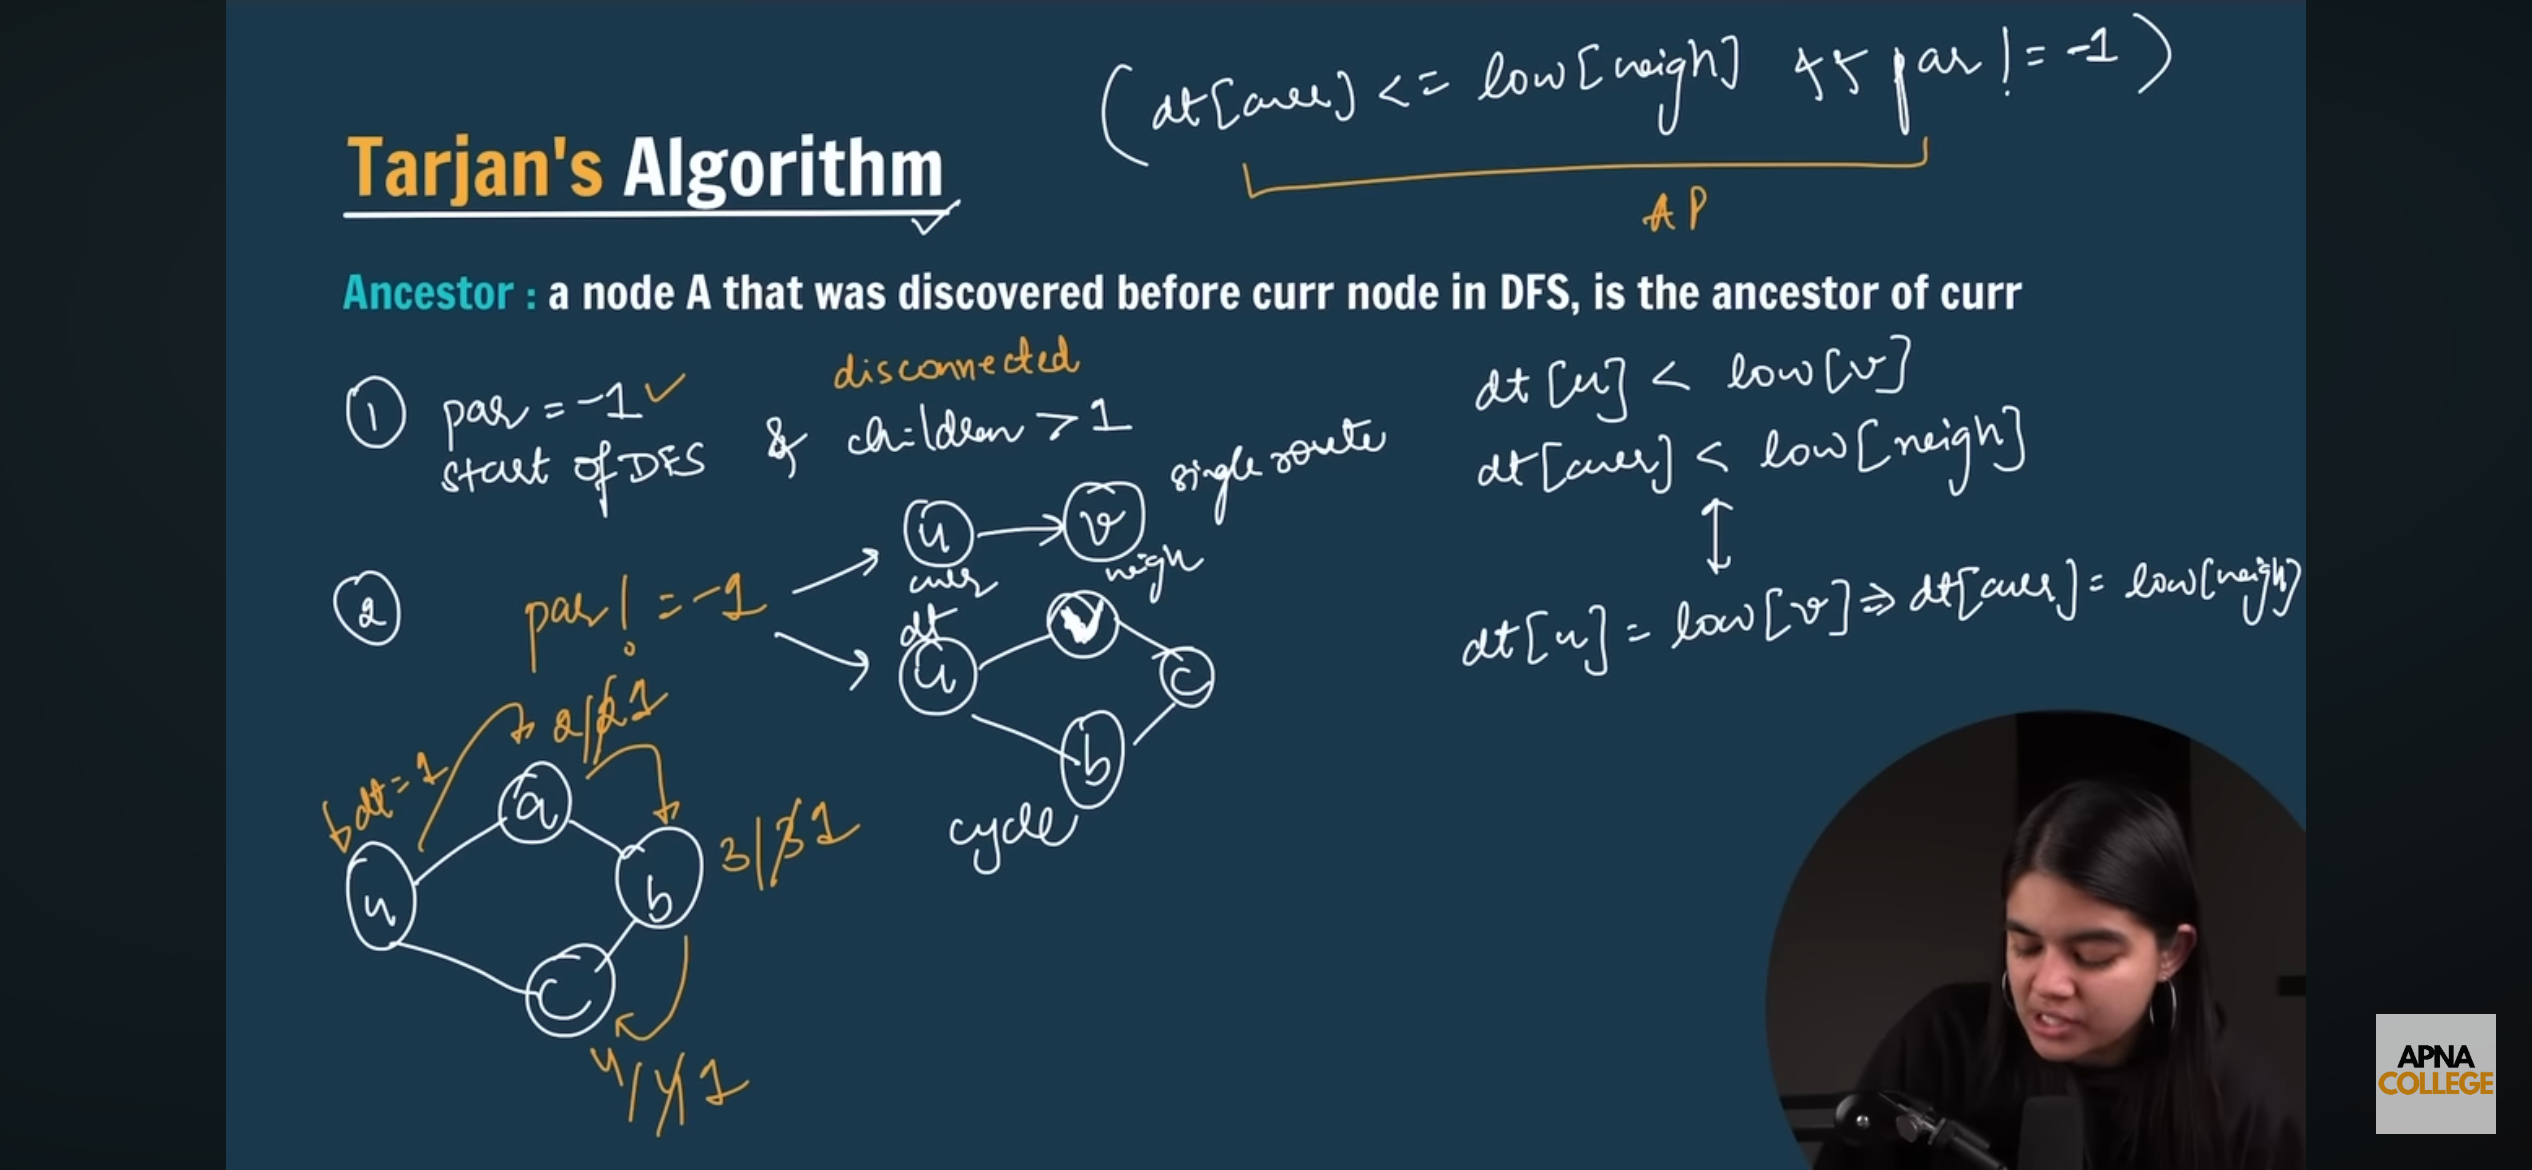 (dt[curr] <= low[neigh] && par != -1)
Tarjan's Algorithm
AP
Ancestor : a node A that was discovered before curr node in DFS, is the ancestor of curr
disconnected
1 par = -1 & children > 1
start of DFS
single route
dt[u] < low[v]
dt[curr] < low[neigh]
u v
curr neigh
2 par != -1
dt
u V
c
b
cycle
dt[u] = low[v] => dt[curr] = low[neigh]
dt=1
2/2 1
a
3/3 1
u b
c
4/4 1
APNA
COLLEGE